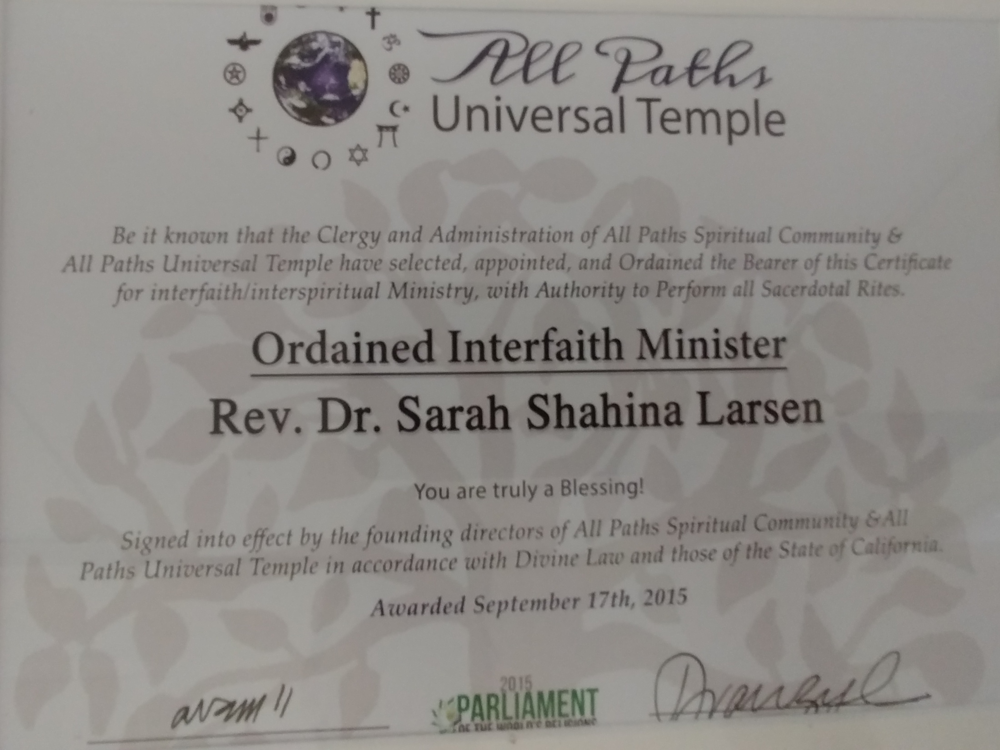 All Paths
Universal Temple
Be it known that the Clergy and Administration of All Paths Spiritual Community &
All Paths Universal Temple have selected, appointed, and Ordained the Bearer of this Certificate
for interfaith/interspiritual Ministry, with Authority to Perform all Sacerdotal Rites.
Ordained Interfaith Minister
Rev. Dr. Sarah Shahina Larsen
You are truly a Blessing!
Signed into effect by the founding directors of All Paths Spiritual Community &All
Paths Universal Temple in accordance with Divine Law and those of the State of California.
Awarded September 17th, 2015
2015
PARLIAMENT
OF THE WORLD'S RELIGIONS